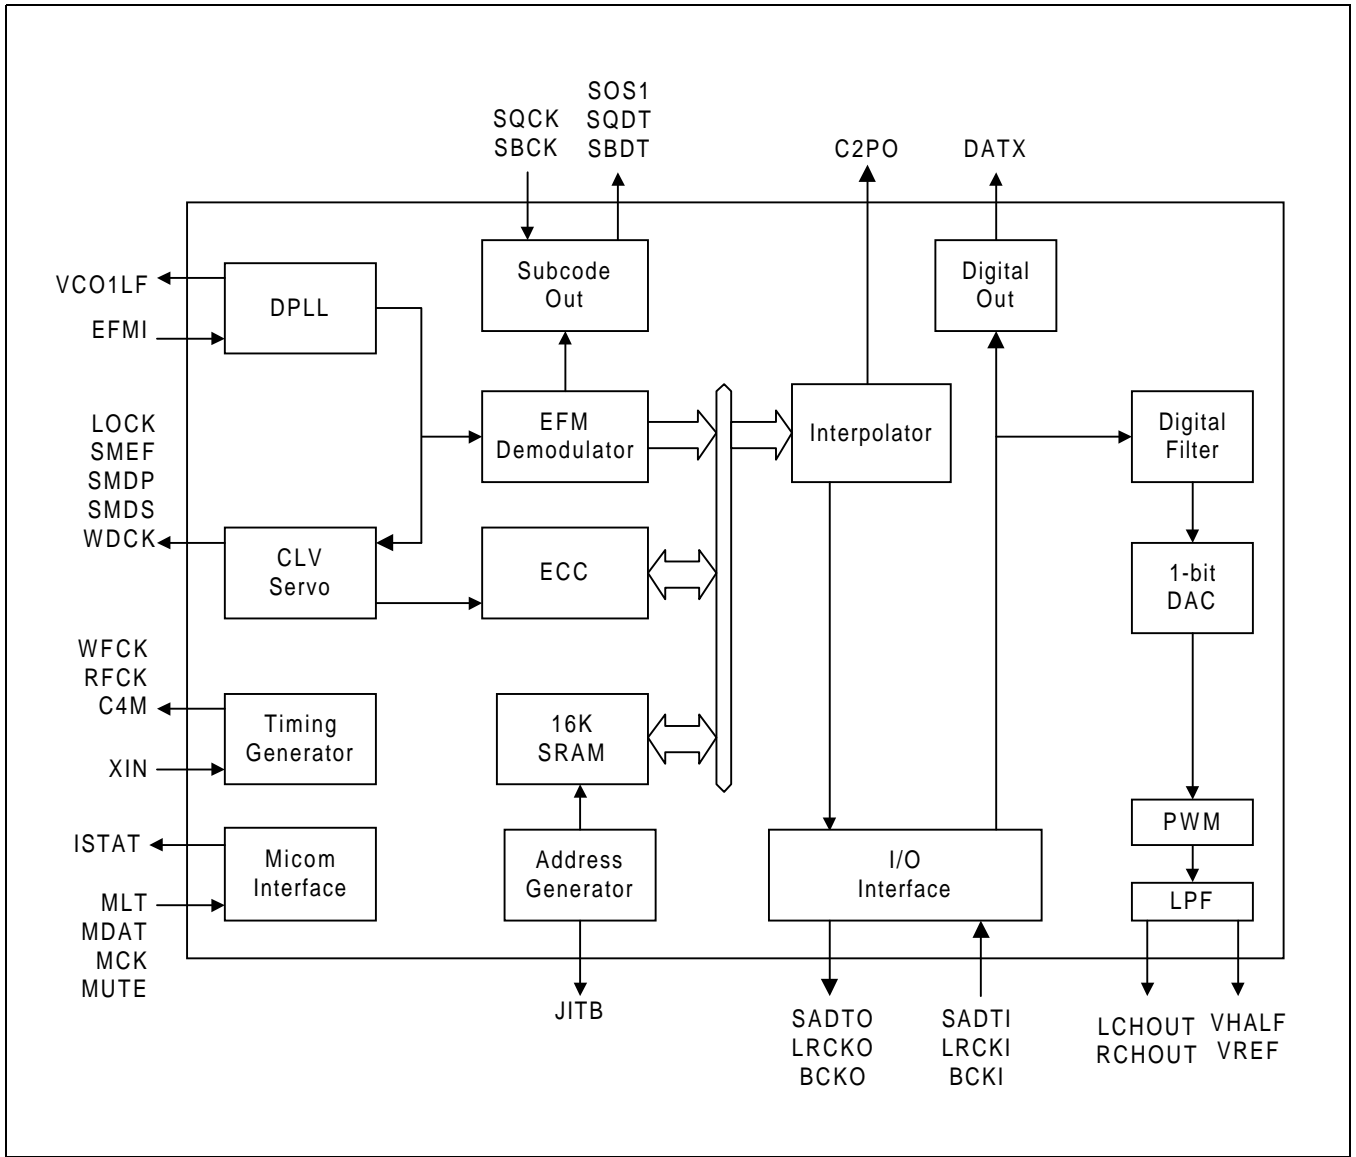 SOS1
SQDT
SBDT
SQCK
SBCK
C2PO
DATX
Subcode
Out
Digital
Out
VCO1LF
EFMI
DPLL
LOCK
SMEF
SMDP
SMDS
WDCK
EFM
Demodulator
Interpolator
Digital
Filter
CLV
Servo
ECC
1-bit
DAC
WFCK
RFCK
C4M
XIN
Timing
Generator
16K
SRAM
PWM
ISTAT
MLT
MDAT
MCK
MUTE
Micom
Interface
Address
Generator
I/O
Interface
LPF
JITB
SADTO
LRCKO
BCKO
SADTI
LRCKI
BCKI
LCHOUT
RCHOUT
VHALF
VREF